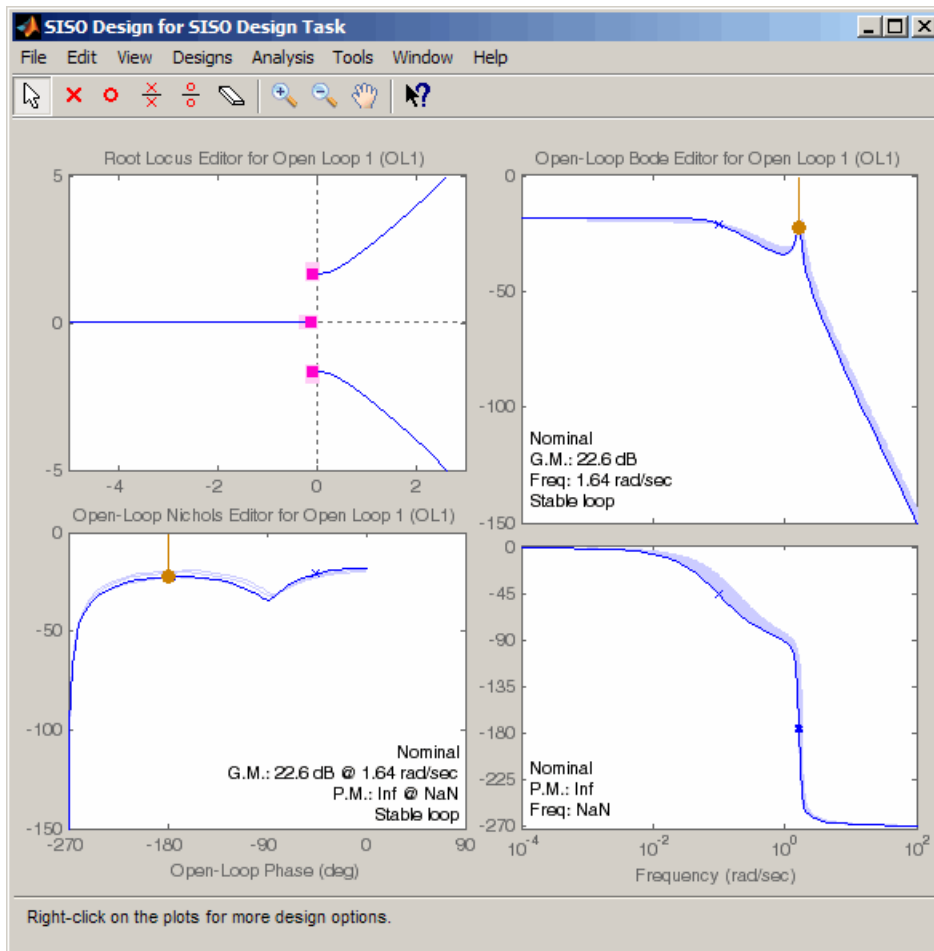 SISO Design for SISO Design Task
File Edit View Designs Analysis Tools Window Help
Root Locus Editor for Open Loop 1 (OL1)
5
0
-5
-4 -2 0 2
Open-Loop Bode Editor for Open Loop 1 (OL1)
0
-50
-100
-150
Nominal
G.M.: 22.6 dB
Freq: 1.64 rad/sec
Stable loop
Open-Loop Nichols Editor for Open Loop 1 (OL1)
0
-50
-100
-150
Nominal
G.M.: 22.6 dB @ 1.64 rad/sec
P.M.: Inf @ NaN
Stable loop
-270 -180 -90 0 90
Open-Loop Phase (deg)
0
-45
-90
-135
-180
-225
-270
Nominal
P.M.: Inf
Freq: NaN
10^-4 10^-2 10^0 10^2
Frequency (rad/sec)
Right-click on the plots for more design options.